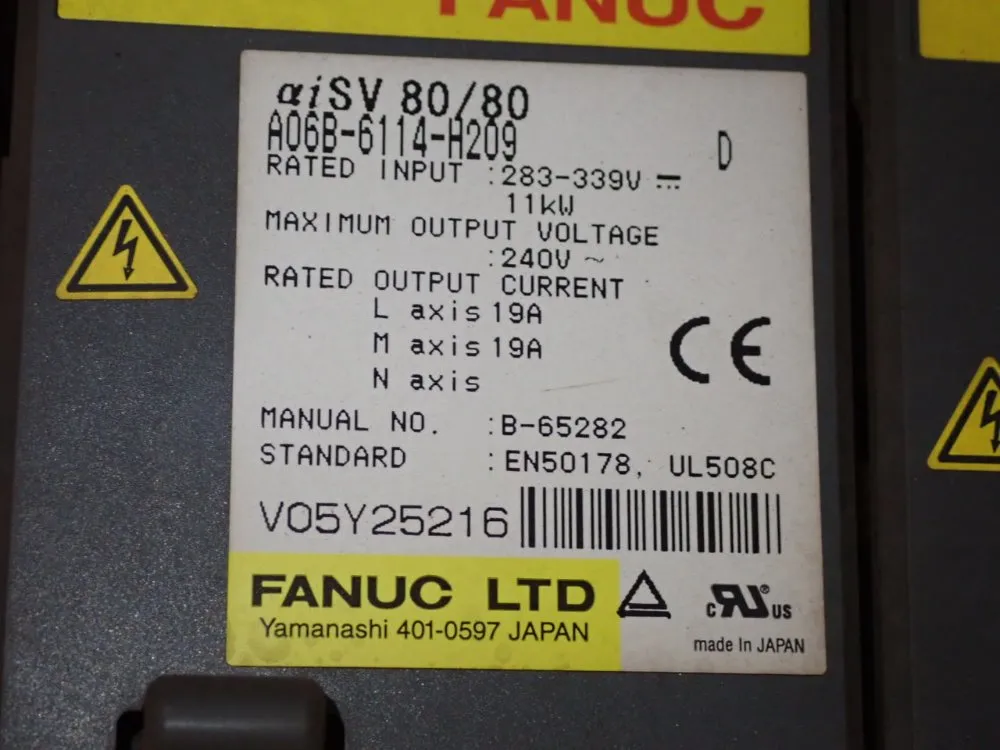 FANUC
αiSV 80/80
A06B-6114-H209 D
RATED INPUT :283-339V ⎓
11kW
MAXIMUM OUTPUT VOLTAGE
:240V ~
RATED OUTPUT CURRENT
L axis 19A
M axis 19A
N axis
MANUAL NO. :B-65282
STANDARD :EN50178, UL508C
V05Y25216
CE
FANUC LTD
Yamanashi 401-0597 JAPAN
c RU® US
made In JAPAN